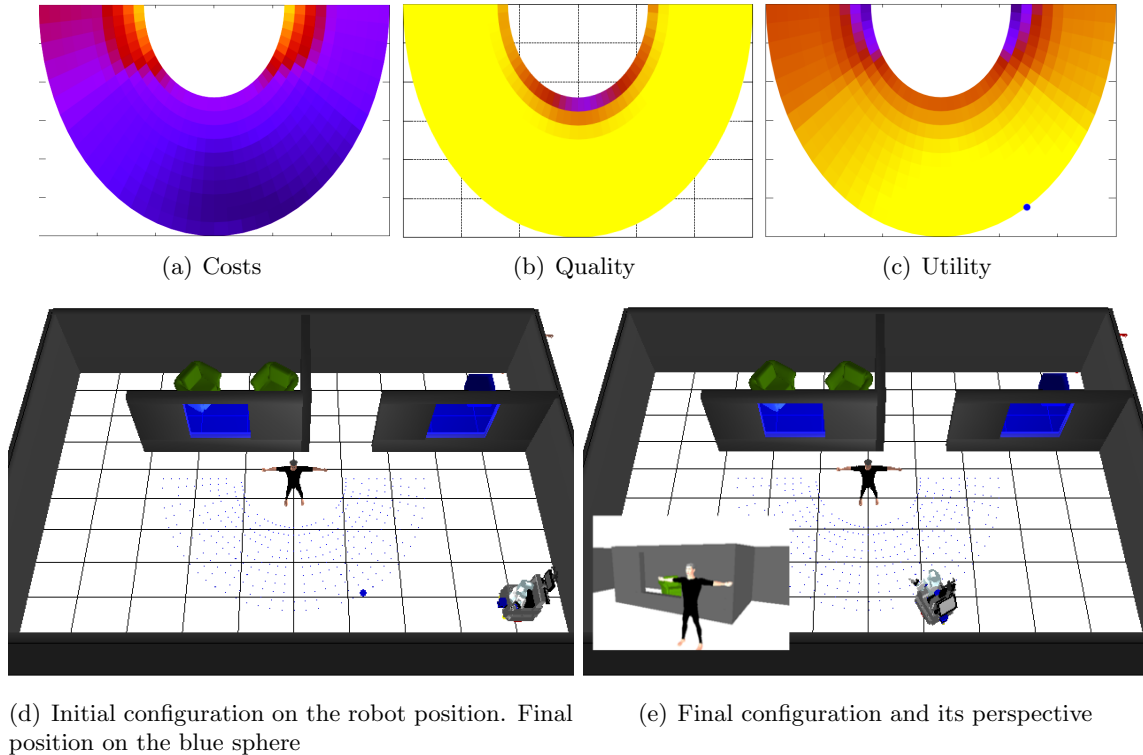 (a) Costs
(b) Quality
(c) Utility
(d) Initial configuration on the robot position. Final
position on the blue sphere
(e) Final configuration and its perspective